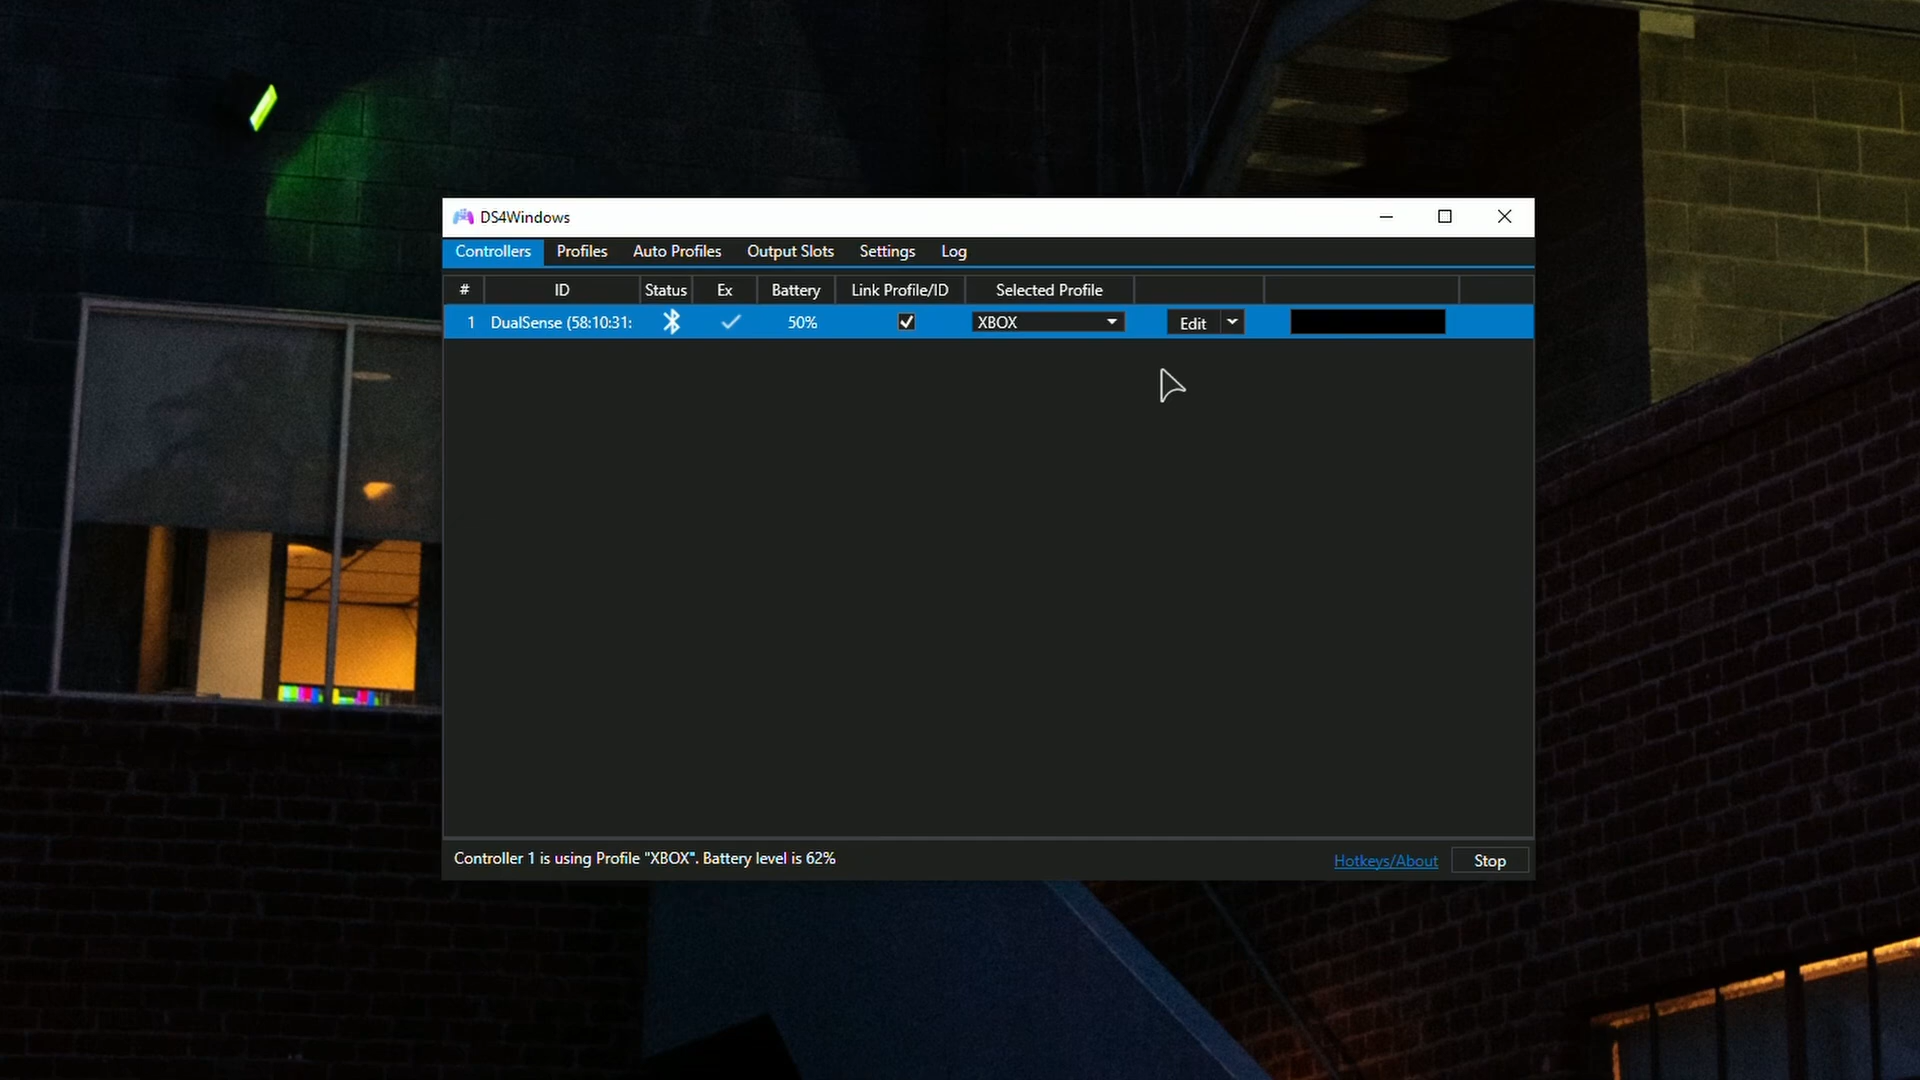 DS4Windows
Controllers Profiles Auto Profiles Output Slots Settings Log
# ID Status Ex Battery Link Profile/ID Selected Profile
1 DualSense (58:10:31: 50% XBOX Edit
Controller 1 is using Profile "XBOX". Battery level is 62% Hotkeys/About Stop